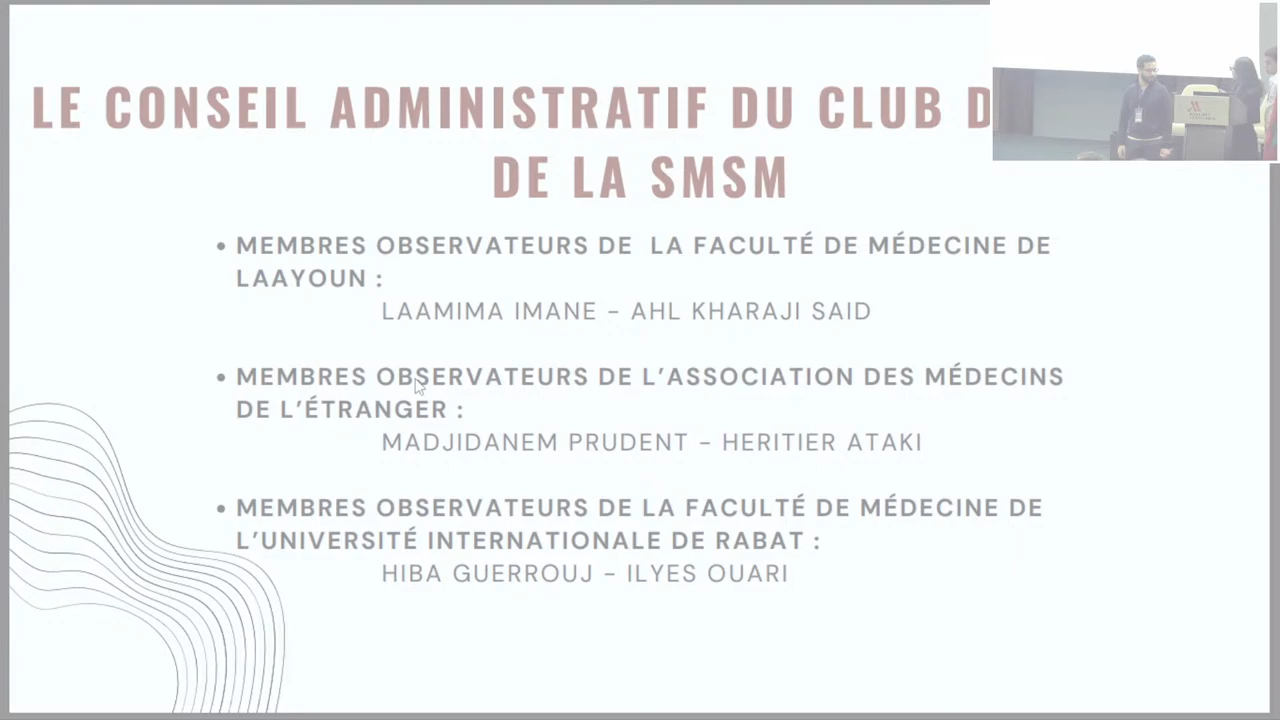 LE CONSEIL ADMINISTRATIF DU CLUB
DE LA SMSM
• MEMBRES OBSERVATEURS DE LA FACULTÉ DE MÉDECINE DE
LAAYOUN :
LAAMIMA IMANE – AHL KHARAJI SAID
• MEMBRES OBSERVATEURS DE L'ASSOCIATION DES MÉDECINS
DE L'ÉTRANGER :
MADJIDANEM PRUDENT – HERITIER ATAKI
• MEMBRES OBSERVATEURS DE LA FACULTÉ DE MÉDECINE DE
L'UNIVERSITÉ INTERNATIONALE DE RABAT :
HIBA GUERROUJ – ILYES OUARI